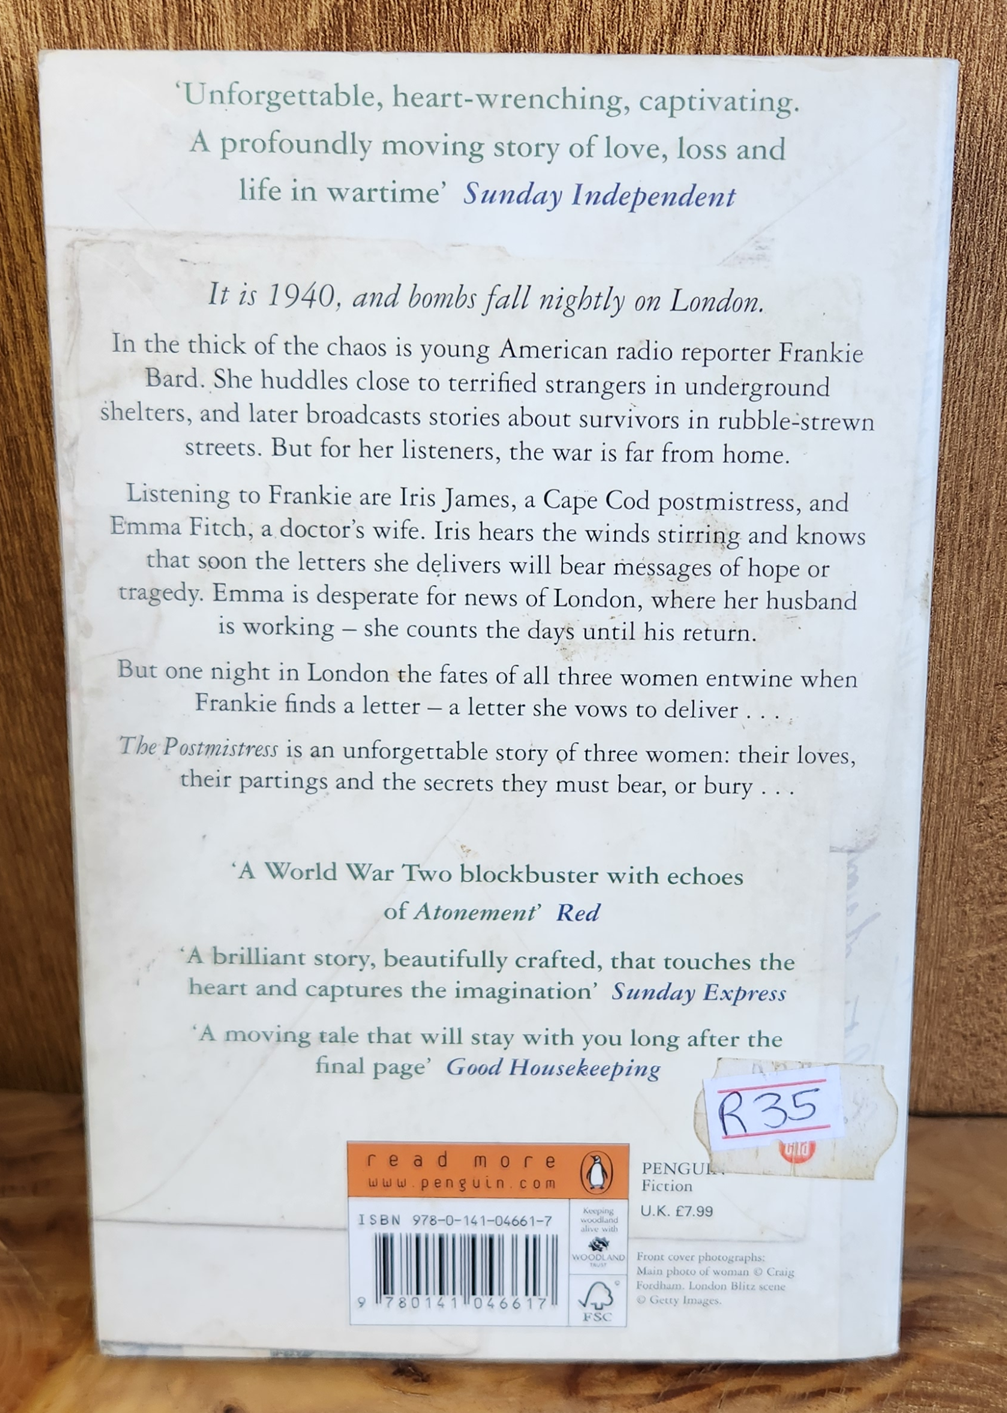 ‘Unforgettable, heart-wrenching, captivating.
A profoundly moving story of love, loss and
life in wartime’ Sunday Independent
It is 1940, and bombs fall nightly on London.
In the thick of the chaos is young American radio reporter Frankie
Bard. She huddles close to terrified strangers in underground
shelters, and later broadcasts stories about survivors in rubble-strewn
streets. But for her listeners, the war is far from home.
Listening to Frankie are Iris James, a Cape Cod postmistress, and
Emma Fitch, a doctor’s wife. Iris hears the winds stirring and knows
that soon the letters she delivers will bear messages of hope or
tragedy. Emma is desperate for news of London, where her husband
is working – she counts the days until his return.
But one night in London the fates of all three women entwine when
Frankie finds a letter – a letter she vows to deliver . . . .
The Postmistress is an unforgettable story of three women: their loves,
their partings and the secrets they must bear, or bury . . .
‘A World War Two blockbuster with echoes
of Atonement’ Red
‘A brilliant story, beautifully crafted, that touches the
heart and captures the imagination’ Sunday Express
‘A moving tale that will stay with you long after the
final page’ Good Housekeeping
R35
read more
www.penguin.com
PENGUIN
Fiction
U.K. £7.99
ISBN 978-0-141-04661-7
9 780141 046617
Keeping
woodland
alive with
WOODLAND
TRUST
FSC
Front cover photographs:
Main photo of woman © Craig
Fordham. London Blitz scene
© Getty Images.